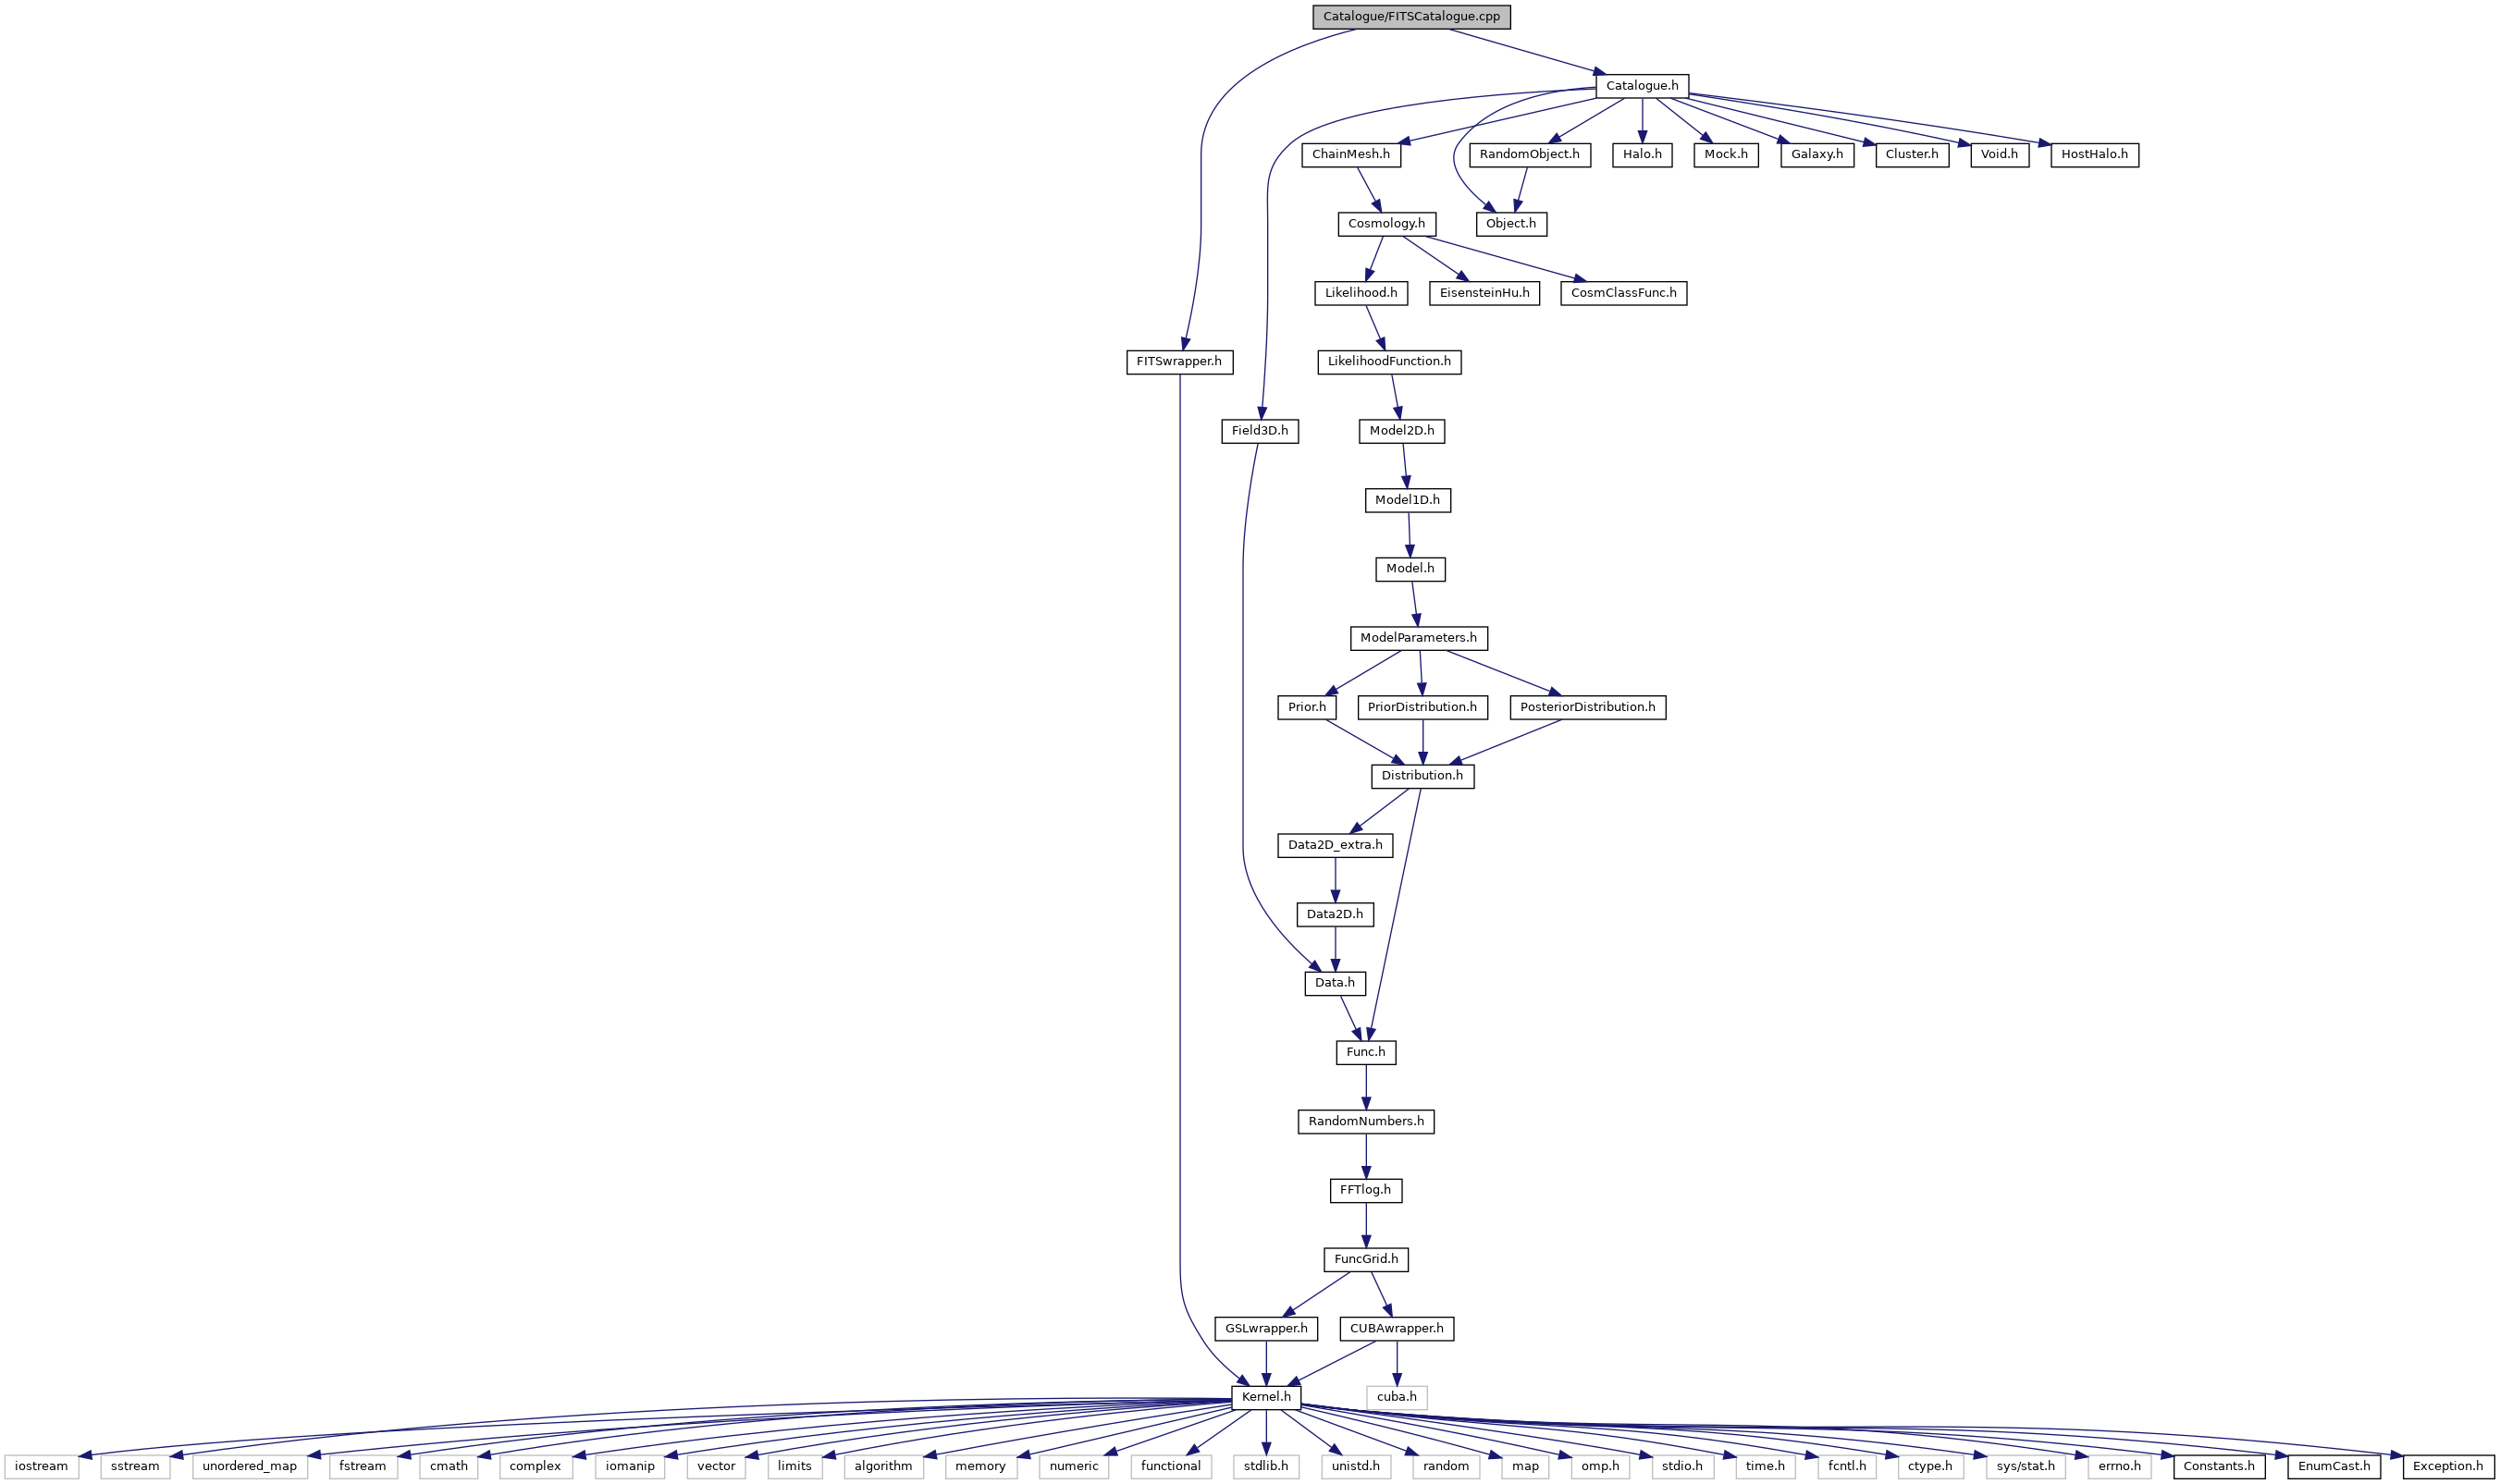 Catalogue/FITSCatalogue.cpp
Catalogue.h
ChainMesh.h
RandomObject.h
Halo.h
Mock.h
Galaxy.h
Cluster.h
Void.h
HostHalo.h
Cosmology.h
Object.h
Likelihood.h
EisensteinHu.h
CosmClassFunc.h
FITSwrapper.h
LikelihoodFunction.h
Field3D.h
Model2D.h
Model1D.h
Model.h
ModelParameters.h
Prior.h
PriorDistribution.h
PosteriorDistribution.h
Distribution.h
Data2D_extra.h
Data2D.h
Data.h
Func.h
RandomNumbers.h
FFTlog.h
FuncGrid.h
GSLwrapper.h
CUBAwrapper.h
Kernel.h
cuba.h
iostream
sstream
unordered_map
fstream
cmath
complex
iomanip
vector
limits
algorithm
memory
numeric
functional
stdlib.h
unistd.h
random
map
omp.h
stdio.h
time.h
fcntl.h
ctype.h
sys/stat.h
errno.h
Constants.h
EnumCast.h
Exception.h